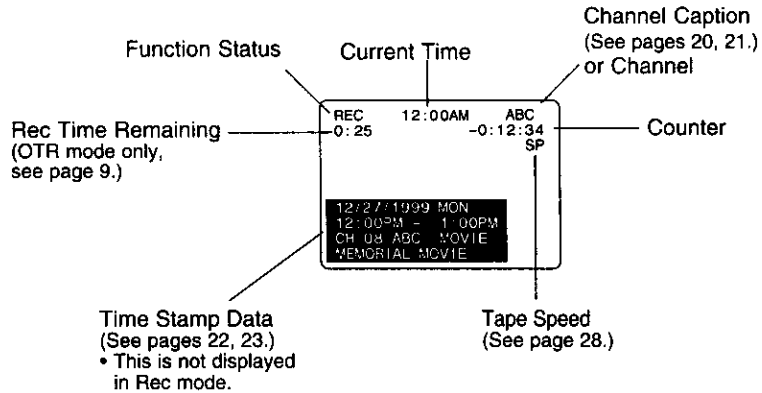 Channel Caption
(See pages 20, 21.)
or Channel
Function Status
Current Time
REC 12:00AM ABC
Rec Time Remaining
(OTR mode only,
see page 9.)
0:25 -0:12:34
Counter
SP
12/27/1999 MON
12:00PM - 1:00PM
CH 08 ABC MOVIE
MEMORIAL MOVIE
Time Stamp Data
(See pages 22, 23.)
• This is not displayed
in Rec mode.
Tape Speed
(See page 28.)